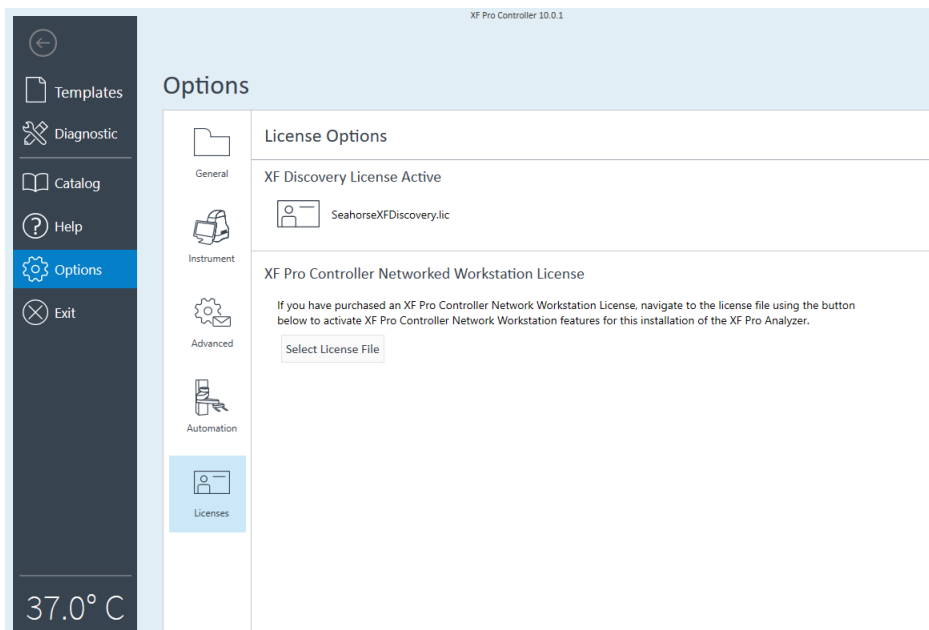 XF Pro Controller 10.0.1
Templates
Diagnostic
Catalog
Help
Options
Exit
37.0° C
Options
General
Instrument
Advanced
Automation
Licenses
License Options
XF Discovery License Active
SeahorseXFDiscovery.lic
XF Pro Controller Networked Workstation License
If you have purchased an XF Pro Controller Network Workstation License, navigate to the license file using the button
below to activate XF Pro Controller Network Workstation features for this installation of the XF Pro Analyzer.
Select License File